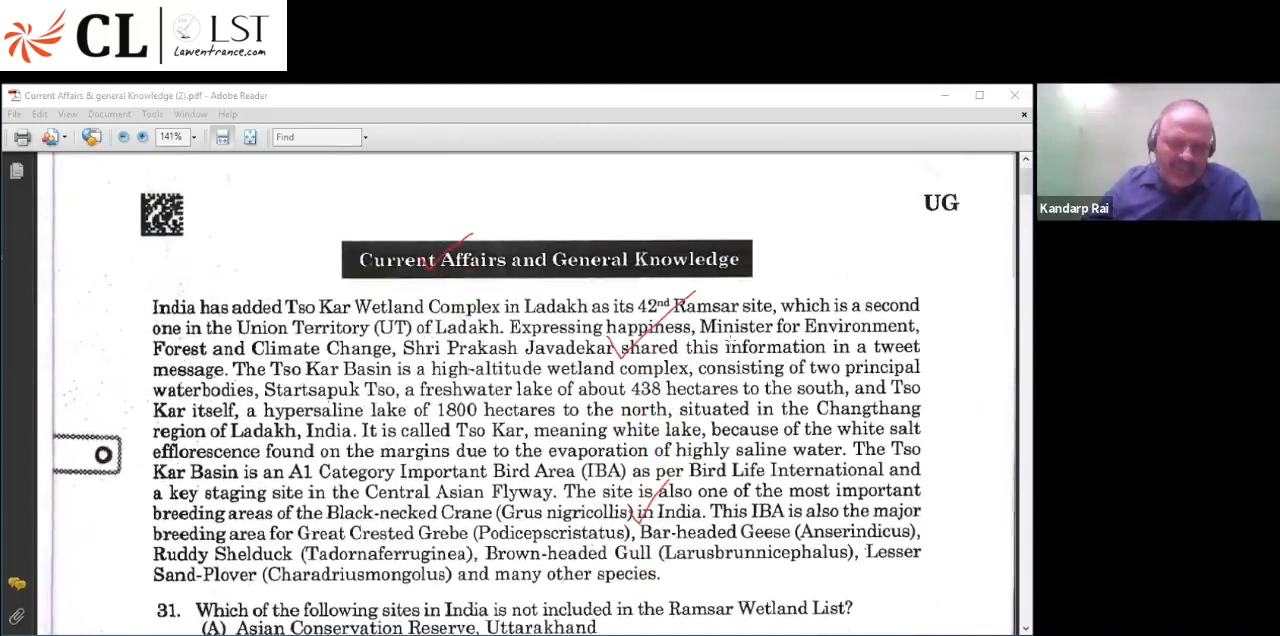 CL LST
Lawentrance.com
Current Affairs & general Knowledge (2).pdf - Adobe Reader
File Edit View Document Tools Window Help
141% Find
Kandarp Rai
UG
Current Affairs and General Knowledge
India has added Tso Kar Wetland Complex in Ladakh as its 42nd Ramsar site, which is a second
one in the Union Territory (UT) of Ladakh. Expressing happiness, Minister for Environment,
Forest and Climate Change, Shri Prakash Javadekar shared this information in a tweet
message. The Tso Kar Basin is a high-altitude wetland complex, consisting of two principal
waterbodies, Startsapuk Tso, a freshwater lake of about 438 hectares to the south, and Tso
Kar itself, a hypersaline lake of 1800 hectares to the north, situated in the Changthang
region of Ladakh, India. It is called Tso Kar, meaning white lake, because of the white salt
efflorescence found on the margins due to the evaporation of highly saline water. The Tso
Kar Basin is an A1 Category Important Bird Area (IBA) as per Bird Life International and
a key staging site in the Central Asian Flyway. The site is also one of the most important
breeding areas of the Black-necked Crane (Grus nigricollis) in India. This IBA is also the major
breeding area for Great Crested Grebe (Podicepscristatus), Bar-headed Geese (Anserindicus),
Ruddy Shelduck (Tadornaferruginea), Brown-headed Gull (Larusbrunnicephalus), Lesser
Sand-Plover (Charadriusmongolus) and many other species.
31. Which of the following sites in India is not included in the Ramsar Wetland List?
(A) Asian Conservation Reserve, Uttarakhand